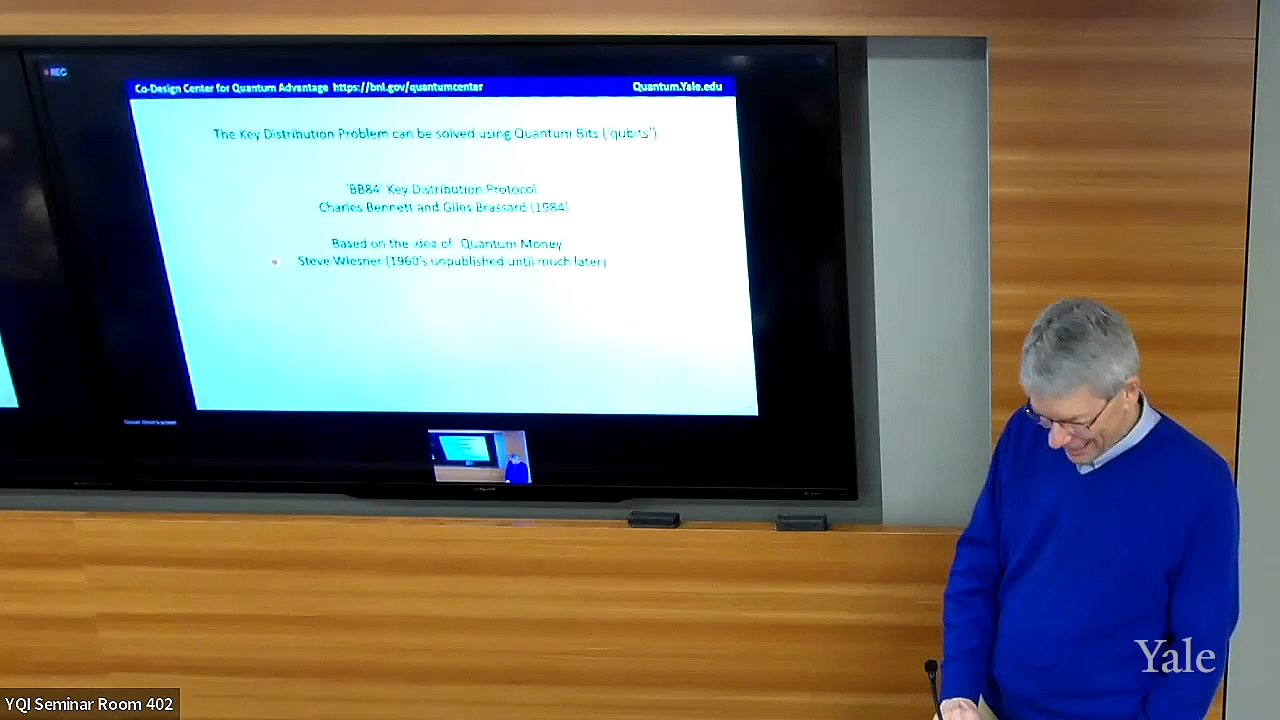 REC
Co-Design Center for Quantum Advantage https://bnl.gov/quantumcenter
Quantum.Yale.edu
The Key Distribution Problem can be solved using Quantum Bits ('qubits')
'BB84' Key Distribution Protocol
Charles Bennett and Giles Brassard (1984)
Based on the idea of Quantum Money
Steve Wiesner (1960's unpublished until much later)
Yale
YQI Seminar Room 402